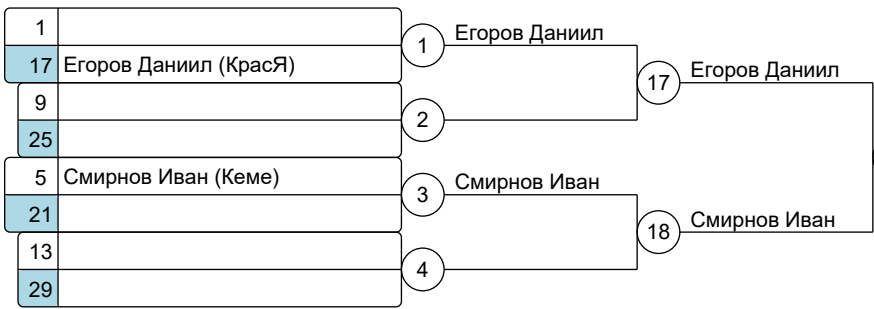 1
17 Егоров Даниил (КрасЯ)
9
25
5 Смирнов Иван (Кеме)
21
13
29
1 Егоров Даниил
2
3 Смирнов Иван
4
17 Егоров Даниил
18 Смирнов Иван